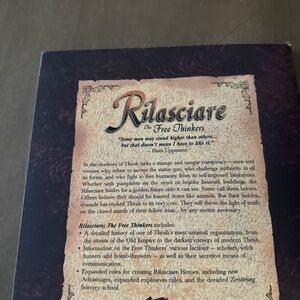 Rilasciare
The Free Thinkers
"Some men may stand higher than others...
but that doesn't mean I have to like it."
— Hans Uppmann
In the shadows of Théah lurks a strange and unique conspiracy—men and
women who refuse to accept the status quo, who challenge authority in all
its forms, and who fight to free humanity from its self-imposed limitations.
Whether with pamphlets on the street or bombs beneath buildings, the
Rilasciare battles for a golden future only it can see. Some call them heroes.
Others believe they should be hunted down like animals. But their endless
crusade has rocked Théah to its very core. They will throw the light of truth
on the closed minds of their fellow man... by any means necessary.
Rilasciare: The Free Thinkers includes:
• A detailed history of one of Théah's most unusual organizations, from
the streets of the Old Empire to the darkest corners of modern Théah.
• Information on the Free Thinkers' various factions — scholars, witch
hunters and bomb-throwers — as well as their secretive means of
communication.
• Expanded rules for creating Rilasciare Heroes, including new
Advantages, expanded explosives rules, and the dreaded Zerstörung
Sorcery school.